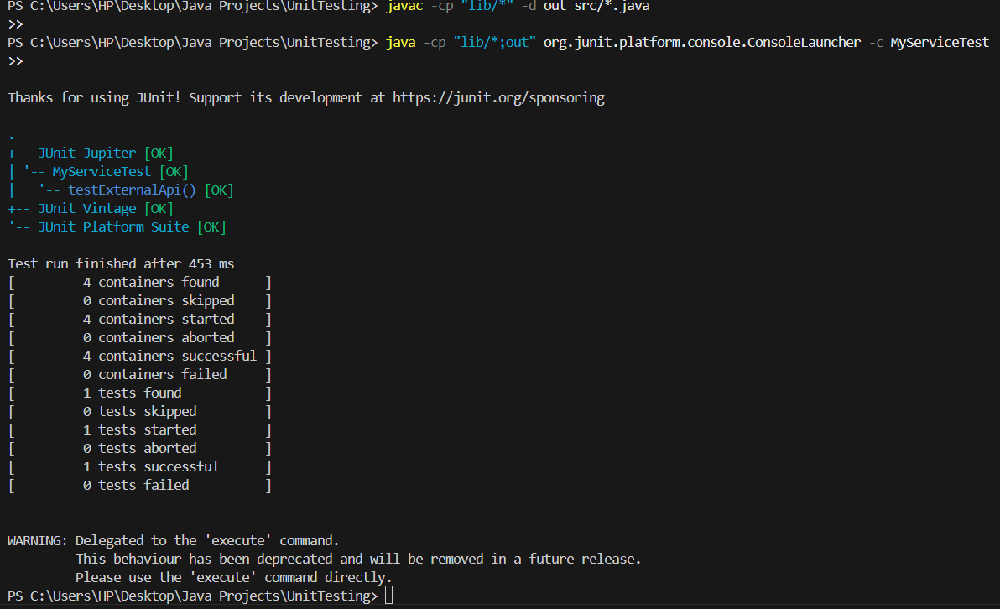 PS C:\Users\HP\Desktop\Java Projects\UnitTesting> javac -cp "lib/*" -d out src/*.java
>>
PS C:\Users\HP\Desktop\Java Projects\UnitTesting> java -cp "lib/*;out" org.junit.platform.console.ConsoleLauncher -c MyServiceTest
>>
Thanks for using JUnit! Support its development at https://junit.org/sponsoring
.
+-- JUnit Jupiter [OK]
| '-- MyServiceTest [OK]
|   '-- testExternalApi() [OK]
+-- JUnit Vintage [OK]
'-- JUnit Platform Suite [OK]
Test run finished after 453 ms
[         4 containers found      ]
[         0 containers skipped    ]
[         4 containers started    ]
[         0 containers aborted    ]
[         4 containers successful ]
[         0 containers failed     ]
[         1 tests found           ]
[         0 tests skipped         ]
[         1 tests started         ]
[         0 tests aborted         ]
[         1 tests successful      ]
[         0 tests failed          ]
WARNING: Delegated to the 'execute' command.
         This behaviour has been deprecated and will be removed in a future release.
         Please use the 'execute' command directly.
PS C:\Users\HP\Desktop\Java Projects\UnitTesting>